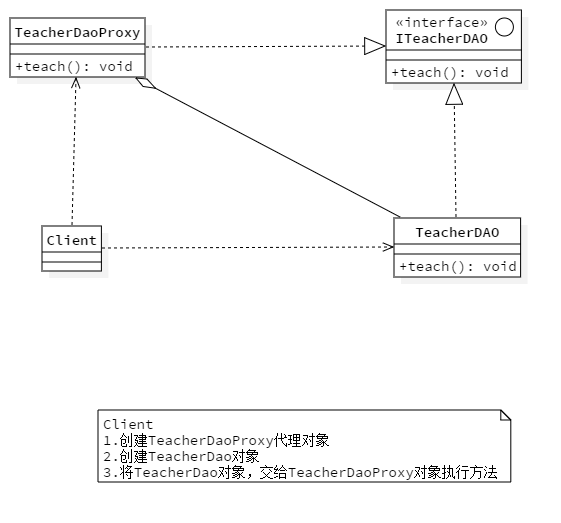 TeacherDaoProxy
+teach(): void
«interface»
ITeacherDAO
+teach(): void
Client
TeacherDAO
+teach(): void
Client
1.创建TeacherDaoProxy代理对象
2.创建TeacherDao对象
3.将TeacherDao对象，交给TeacherDaoProxy对象执行方法